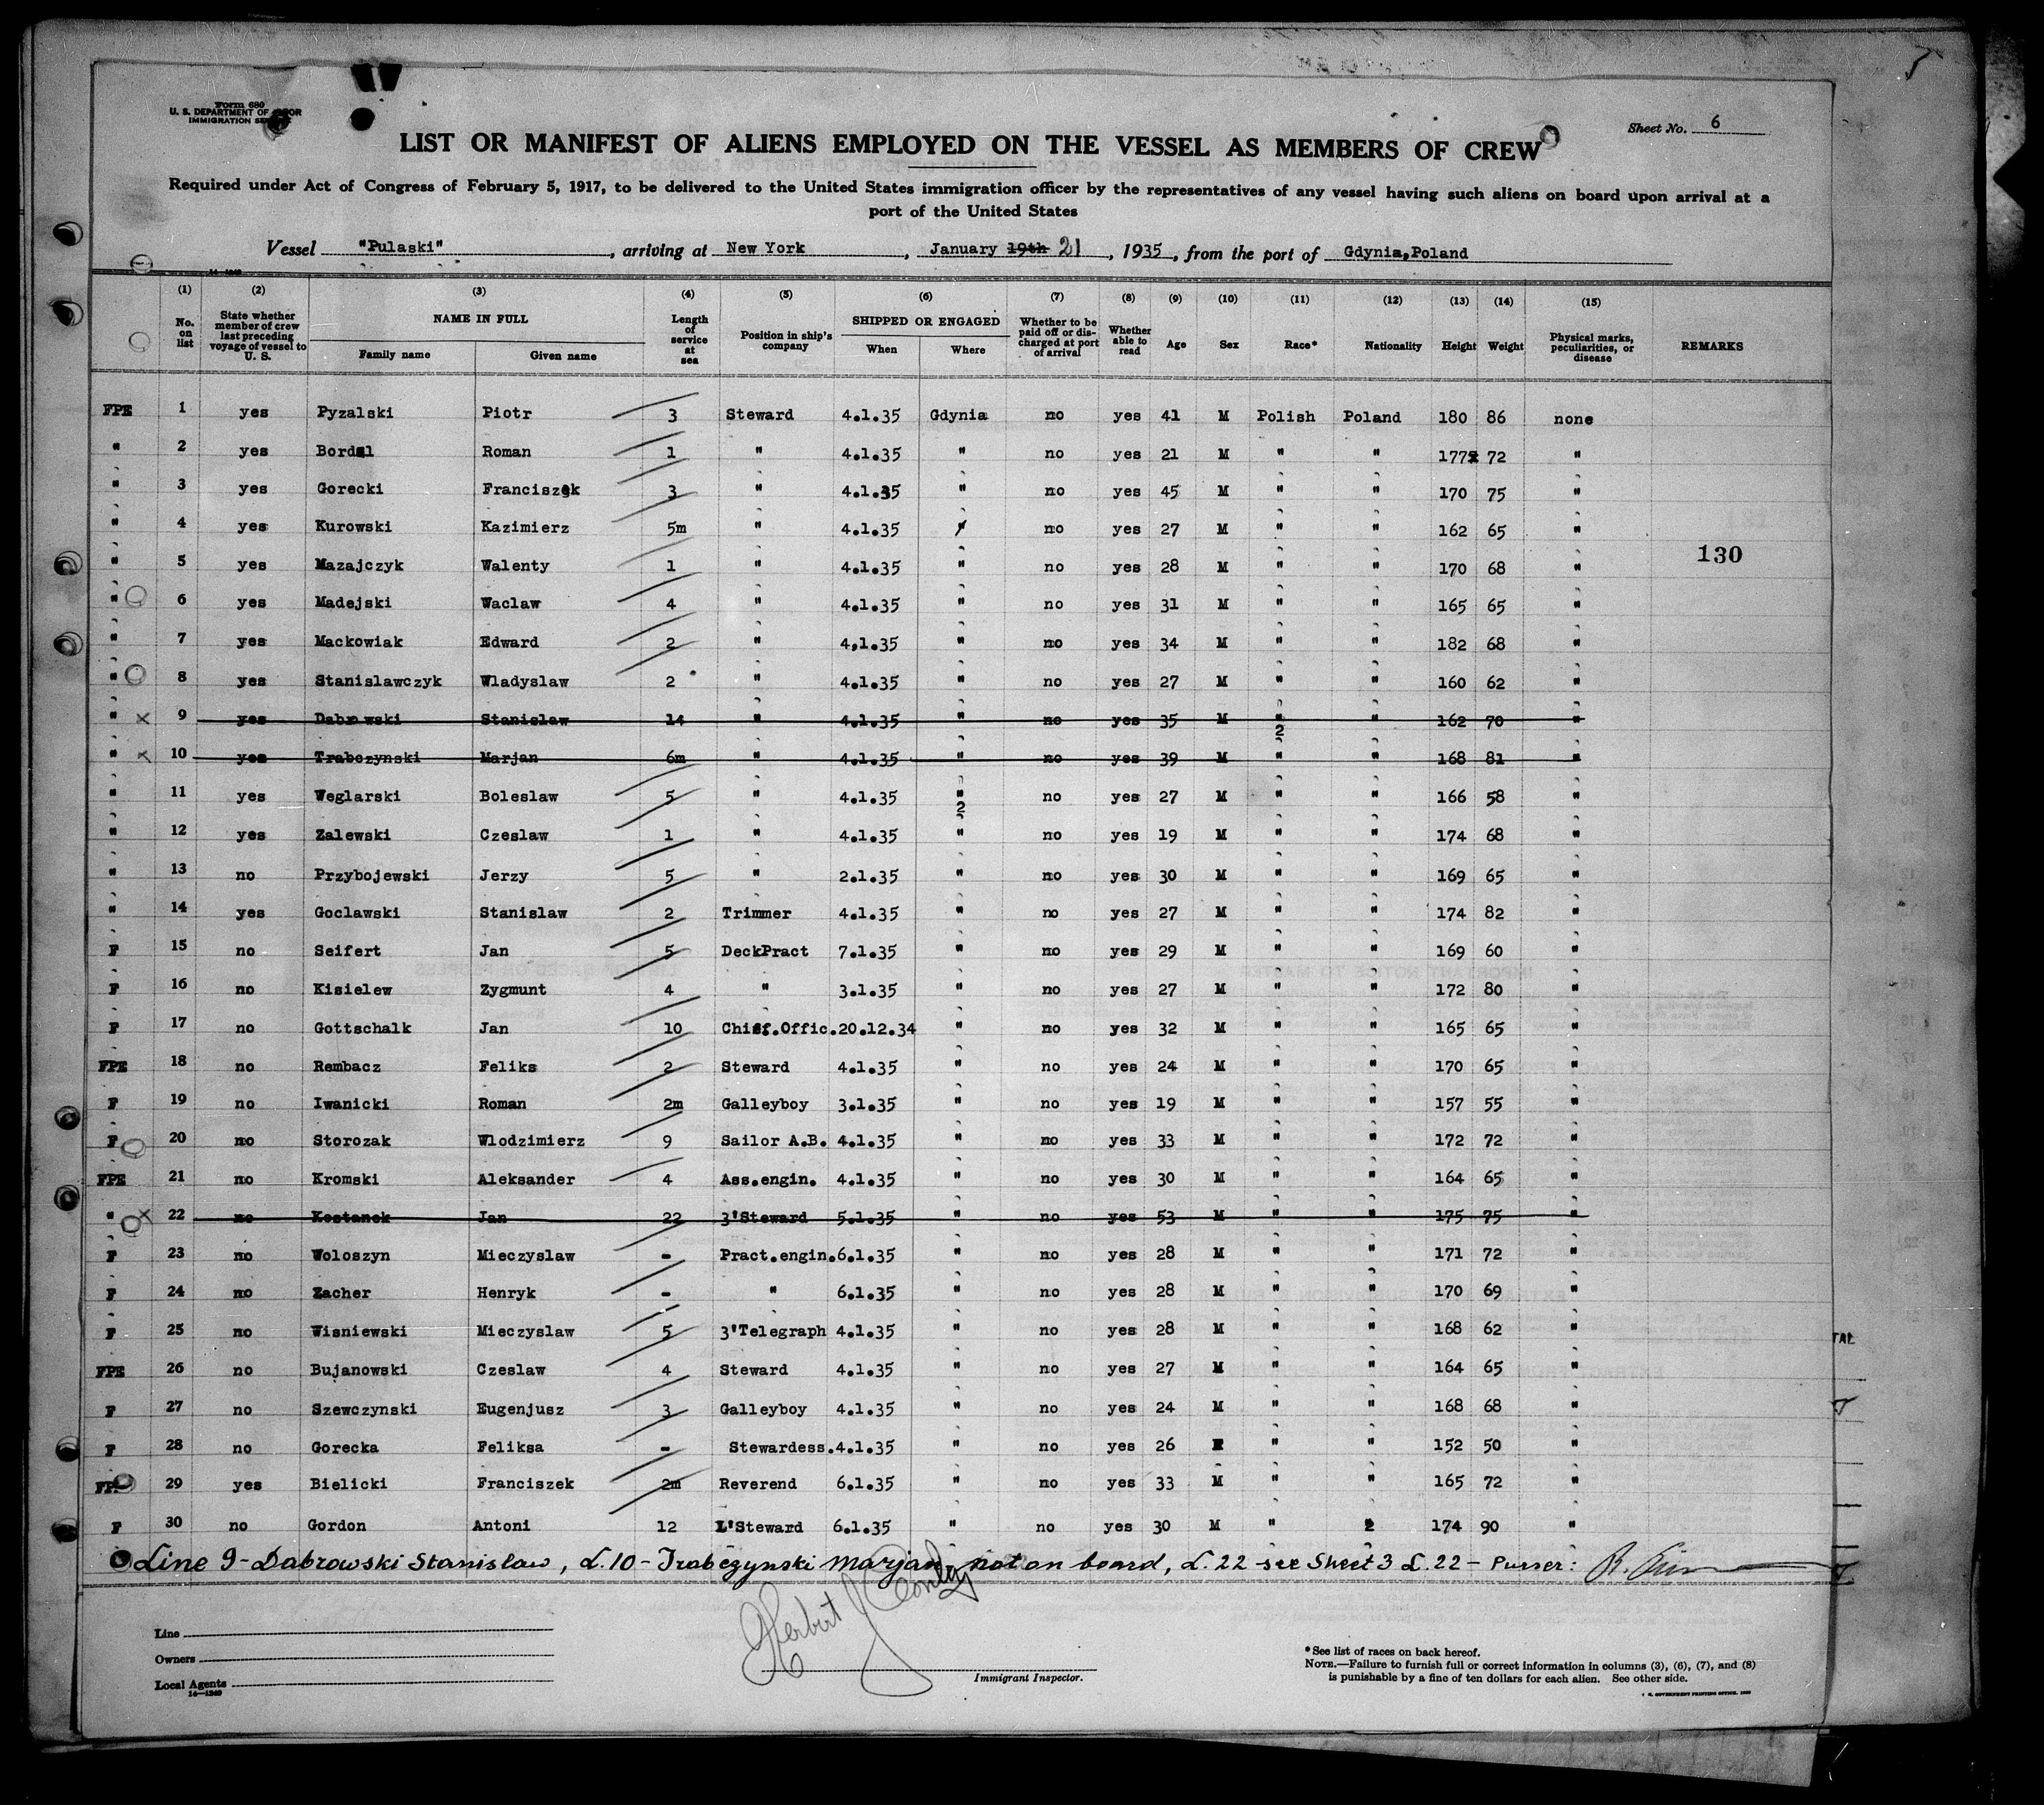 Form 680
U. S. DEPARTMENT OF LABOR
IMMIGRATION SERVICE
Sheet No. 6
LIST OR MANIFEST OF ALIENS EMPLOYED ON THE VESSEL AS MEMBERS OF CREW
Required under Act of Congress of February 5, 1917, to be delivered to the United States immigration officer by the representatives of any vessel having such aliens on board upon arrival at a
port of the United States
Vessel "Pulaski", arriving at New York, January 19th 21, 1935, from the port of Gdynia,Poland
14-1240
(1) (2) (3) (4) (5) (6) (7) (8) (9) (10) (11) (12) (13) (14) (15)
No. on list State whether member of crew last preceding voyage of vessel to U. S. NAME IN FULL Family name Given name Length of service at sea Position in ship's company SHIPPED OR ENGAGED When Where Whether to be paid off or discharged at port of arrival Whether able to read Age Sex Race* Nationality Height Weight Physical marks, peculiarities, or disease REMARKS
FPE 1 yes Pyzalski Piotr 3 Steward 4.1.35 Gdynia no yes 41 M Polish Poland 180 86 none
" 2 yes Bordal Roman 1 " 4.1.35 " no yes 21 M " " 177 72 "
" 3 yes Gorecki Franciszek 3 " 4.1.35 " no yes 45 M " " 170 75 "
" 4 yes Kurowski Kazimierz 5m " 4.1.35 " no yes 27 M " " 162 65 "
" 5 yes Mazajczyk Walenty 1 " 4.1.35 " no yes 28 M " " 170 68 " 130
" 6 yes Madejski Waclaw 4 " 4.1.35 " no yes 31 M " " 165 65 "
" 7 yes Mackowiak Edward 2 " 4,1.35 " no yes 34 M " " 182 68 "
" 8 yes Stanislawczyk Wladyslaw 2 " 4.1.35 " no yes 27 M " " 160 62 "
" x 9 yes Dabrowski Stanislaw 14 " 4.1.35 " no yes 35 M " " 162 70 "
" x 10 yes Trabczynski Marjan 6m " 4.1.35 " no yes 39 M " " 168 81 "
" 11 yes Weglarski Boleslaw 5 " 4.1.35 " no yes 27 M " " 166 58 "
" 12 yes Zalewski Czeslaw 1 " 4.1.35 " no yes 19 M " " 174 68 "
" 13 no Przybojewski Jerzy 5 " 2.1.35 " no yes 30 M " " 169 65 "
" 14 yes Goclawski Stanislaw 2 Trimmer 4.1.35 " no yes 27 M " " 174 82 "
F 15 no Seifert Jan 5 DeckPract 7.1.35 " no yes 29 M " " 169 60 "
F 16 no Kisielew Zygmunt 4 " 3.1.35 " no yes 27 M " " 172 80 "
F 17 no Gottschalk Jan 10 Chief.Offic.20.12.34 " no yes 32 M " " 165 65 "
FPE 18 no Rembacz Feliks 2 Steward 4.1.35 " no yes 24 M " " 170 65 "
F 19 no Iwanicki Roman 2m Galleyboy 3.1.35 " no yes 19 M " " 157 55 "
F 20 no Storozak Wlodzimierz 9 Sailor A.B. 4.1.35 " no yes 33 M " " 172 72 "
FPE 21 no Kromski Aleksander 4 Ass.engin. 4.1.35 " no yes 30 M " " 164 65 "
" x 22 no Kostanek Jan 22 3'Steward 5.1.35 " no yes 53 M " " 175 75 "
F 23 no Woloszyn Mieczyslaw - Pract.engin.6.1.35 " no yes 28 M " " 171 72 "
F 24 no Zacher Henryk - " 6.1.35 " no yes 28 M " " 170 69 "
F 25 no Wisniewski Mieczyslaw 5 3'Telegraph 4.1.35 " no yes 28 M " " 168 62 "
FPE 26 no Bujanowski Czeslaw 4 Steward 4.1.35 " no yes 27 M " " 164 65 "
F 27 no Szewczynski Eugenjusz 3 Galleyboy 4.1.35 " no yes 24 M " " 168 68 "
F 28 no Gorecka Feliksa - Stewardess.4.1.35 " no yes 26 F " " 152 50 "
FPE 29 yes Bielicki Franciszek 2m Reverend 6.1.35 " no yes 33 M " " 165 72 "
F 30 no Gordon Antoni 12 L'Steward 6.1.35 " no yes 30 M " 2 174 90 "
Line 9 - Dabrowski Stanislaw, L. 10 - Trabczynski Marjan, not on board, L. 22 see Sheet 3 L. 22 - Purser:
Herbert J. Conley
Line
Owners
Local Agents
14-1240
Immigrant Inspector.
*See list of races on back hereof.
NOTE.—Failure to furnish full or correct information in columns (3), (6), (7), and (8)
is punishable by a fine of ten dollars for each alien. See other side.